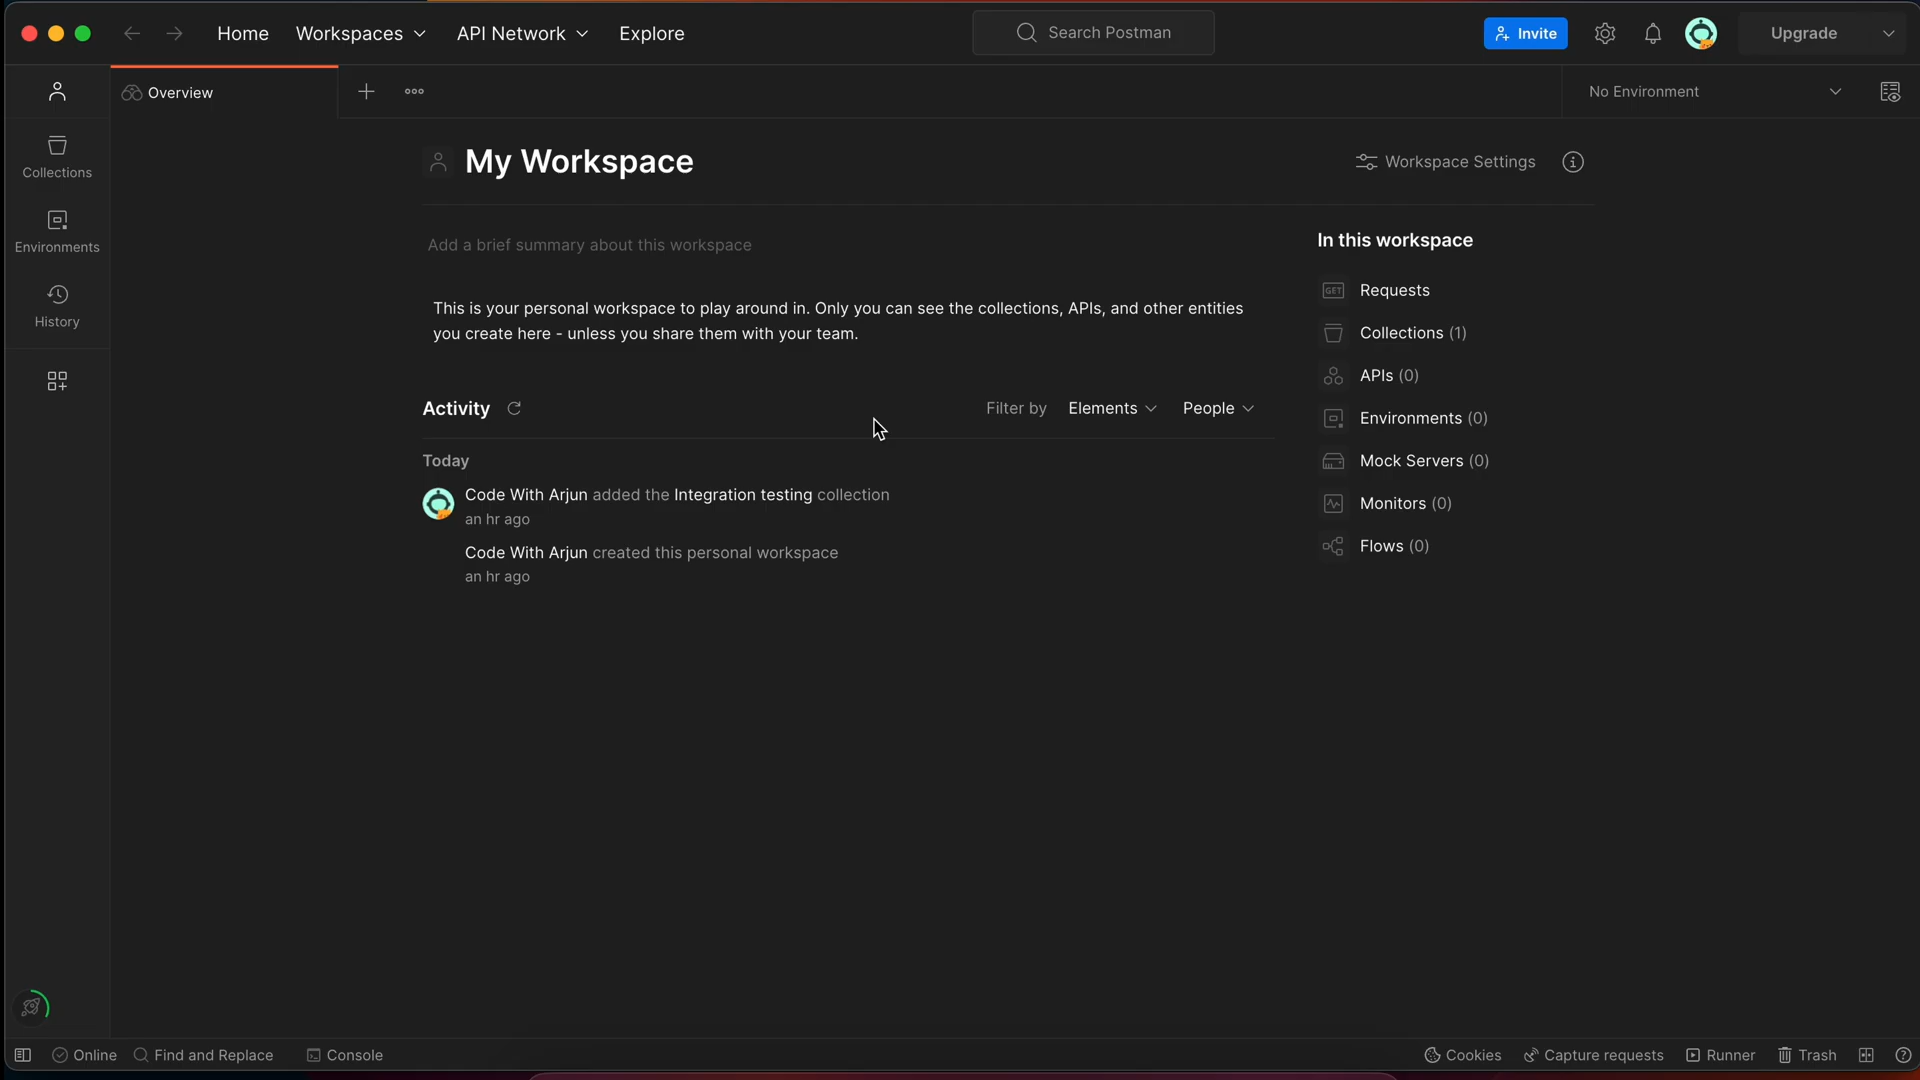 Home Workspaces API Network Explore Search Postman Invite Upgrade
Overview No Environment
My Workspace Workspace Settings
Collections
Environments
History
Add a brief summary about this workspace
This is your personal workspace to play around in. Only you can see the collections, APIs, and other entities
you create here - unless you share them with your team.
Activity Filter by Elements People
Today
Code With Arjun added the Integration testing collection
an hr ago
Code With Arjun created this personal workspace
an hr ago
In this workspace
GET Requests
Collections (1)
APIs (0)
Environments (0)
Mock Servers (0)
Monitors (0)
Flows (0)
Online Find and Replace Console Cookies Capture requests Runner Trash